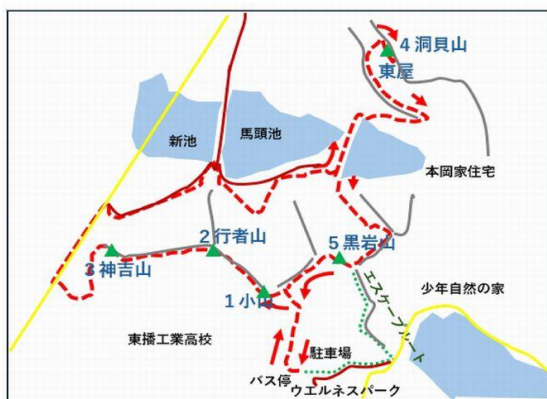 4 洞貝山
東屋
新池
馬頭池
本岡家住宅
2 行者山
5 黒岩山
3 神吉山
1 小山
エスケープルート
少年自然の家
東播工業高校
駐車場
バス停
ウエルネスパーク